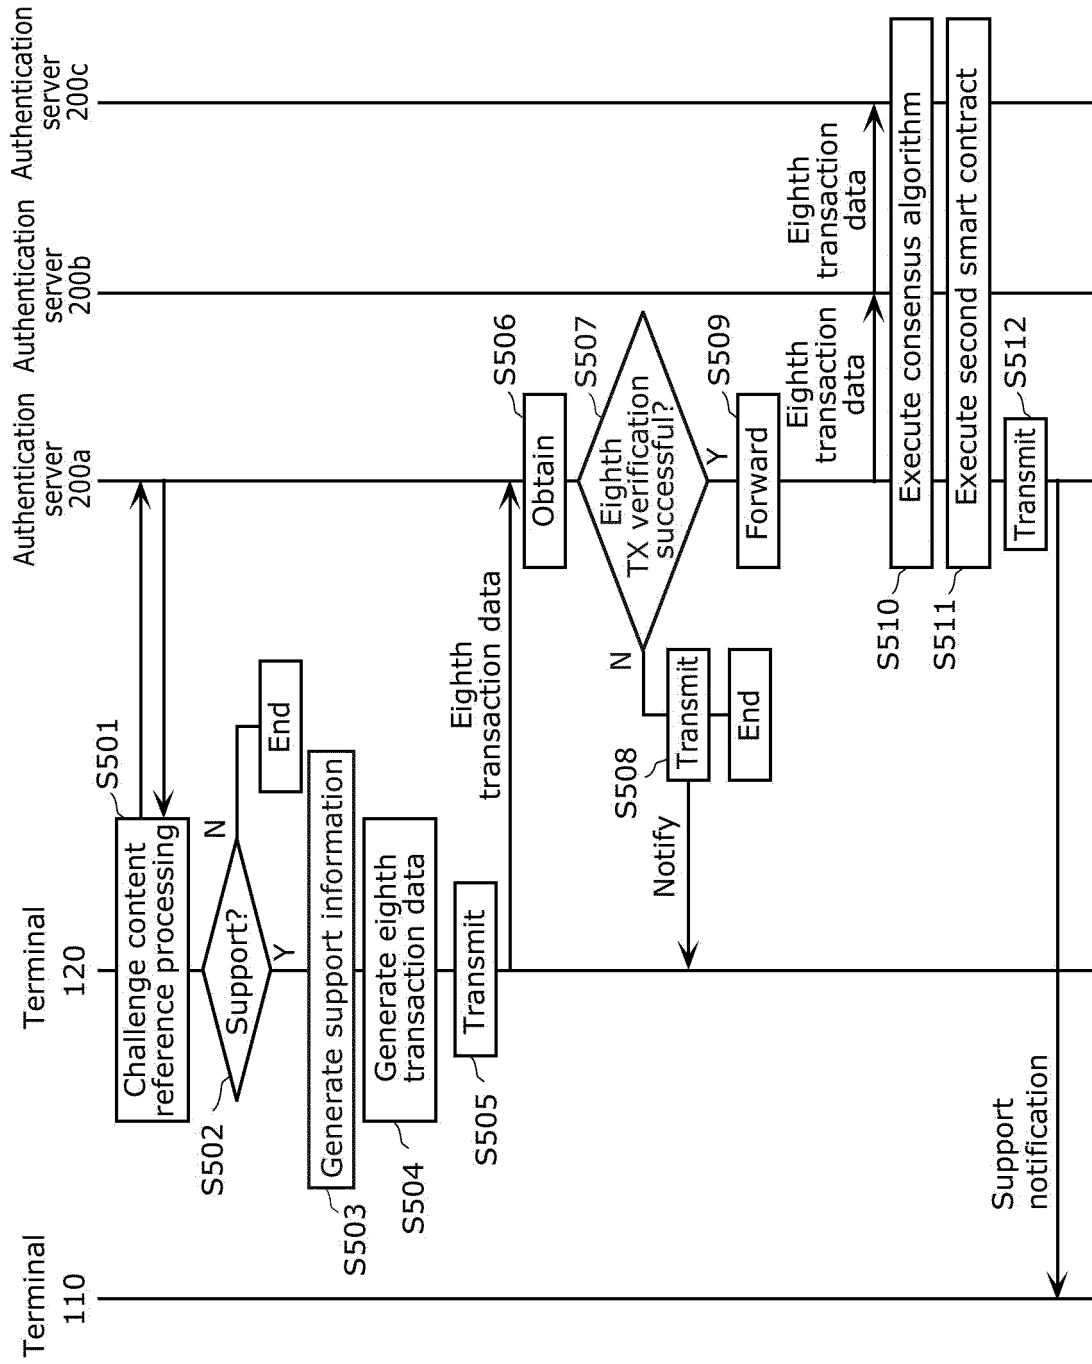 Terminal
110
Terminal
120
Authentication
server
200a
Authentication
server
200b
Authentication
server
200c
S501
Challenge content
reference processing
S502
Support?
N
End
Y
S503
Generate support information
S504
Generate eighth
transaction data
S505
Transmit
Eighth
transaction data
S506
Obtain
S507
Eighth
TX verification
successful?
N
S508
Transmit
Notify
End
Y
S509
Forward
Eighth
transaction
data
Eighth
transaction
data
S510
Execute consensus algorithm
S511
Execute second smart contract
S512
Transmit
Support
notification